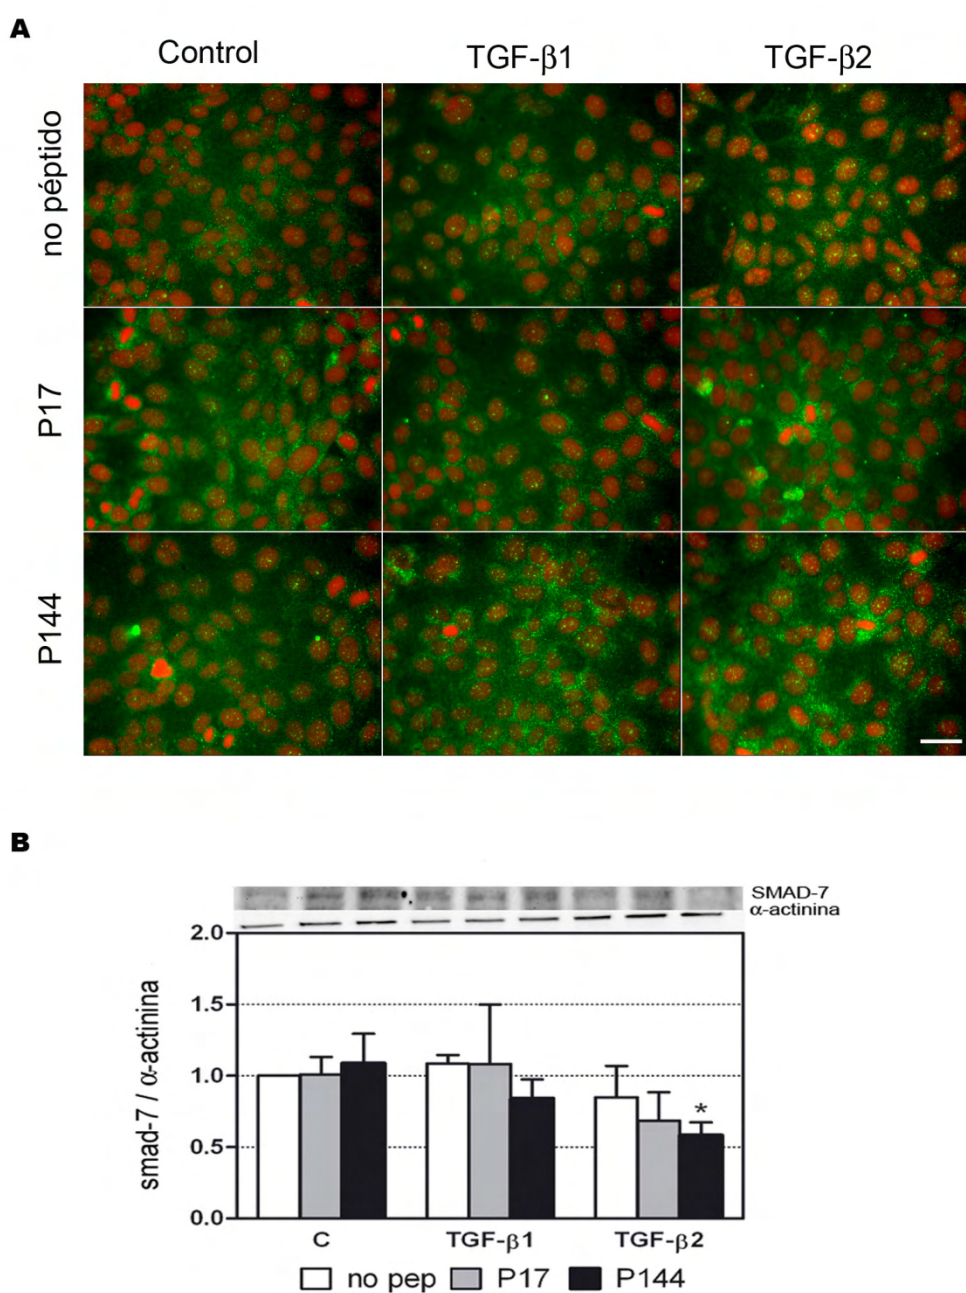 A
Control TGF-β1 TGF-β2
no péptido
P17
P144
B
SMAD-7
α-actinina
smad-7 / α-actinina
2.0
1.5
1.0
0.5
0.0
*
C TGF-β1 TGF-β2
no pep P17 P144